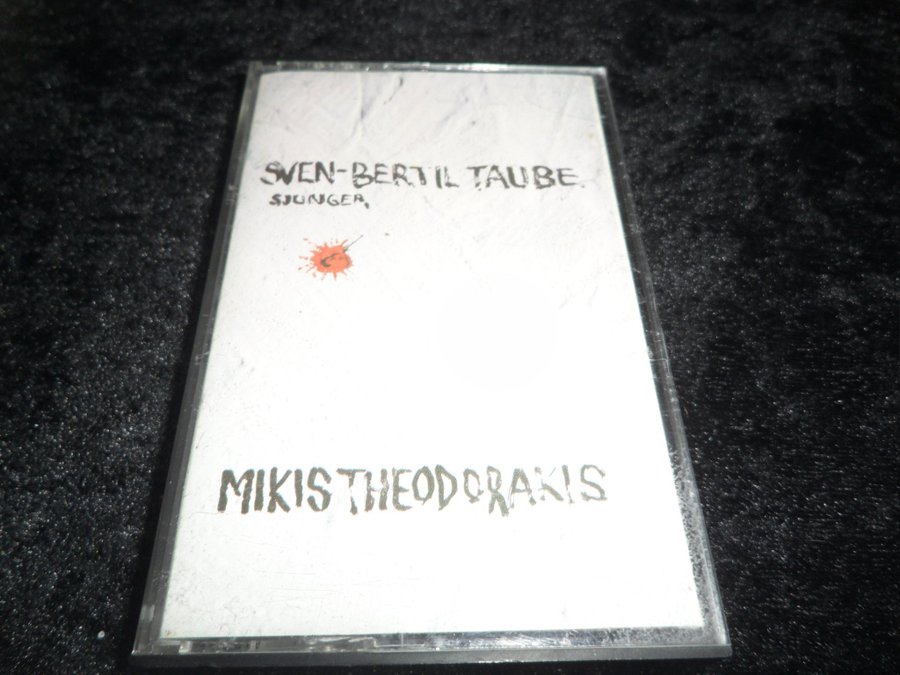 SVEN-BERTIL TAUBE
SJUNGER
MIKIS THEODORAKIS